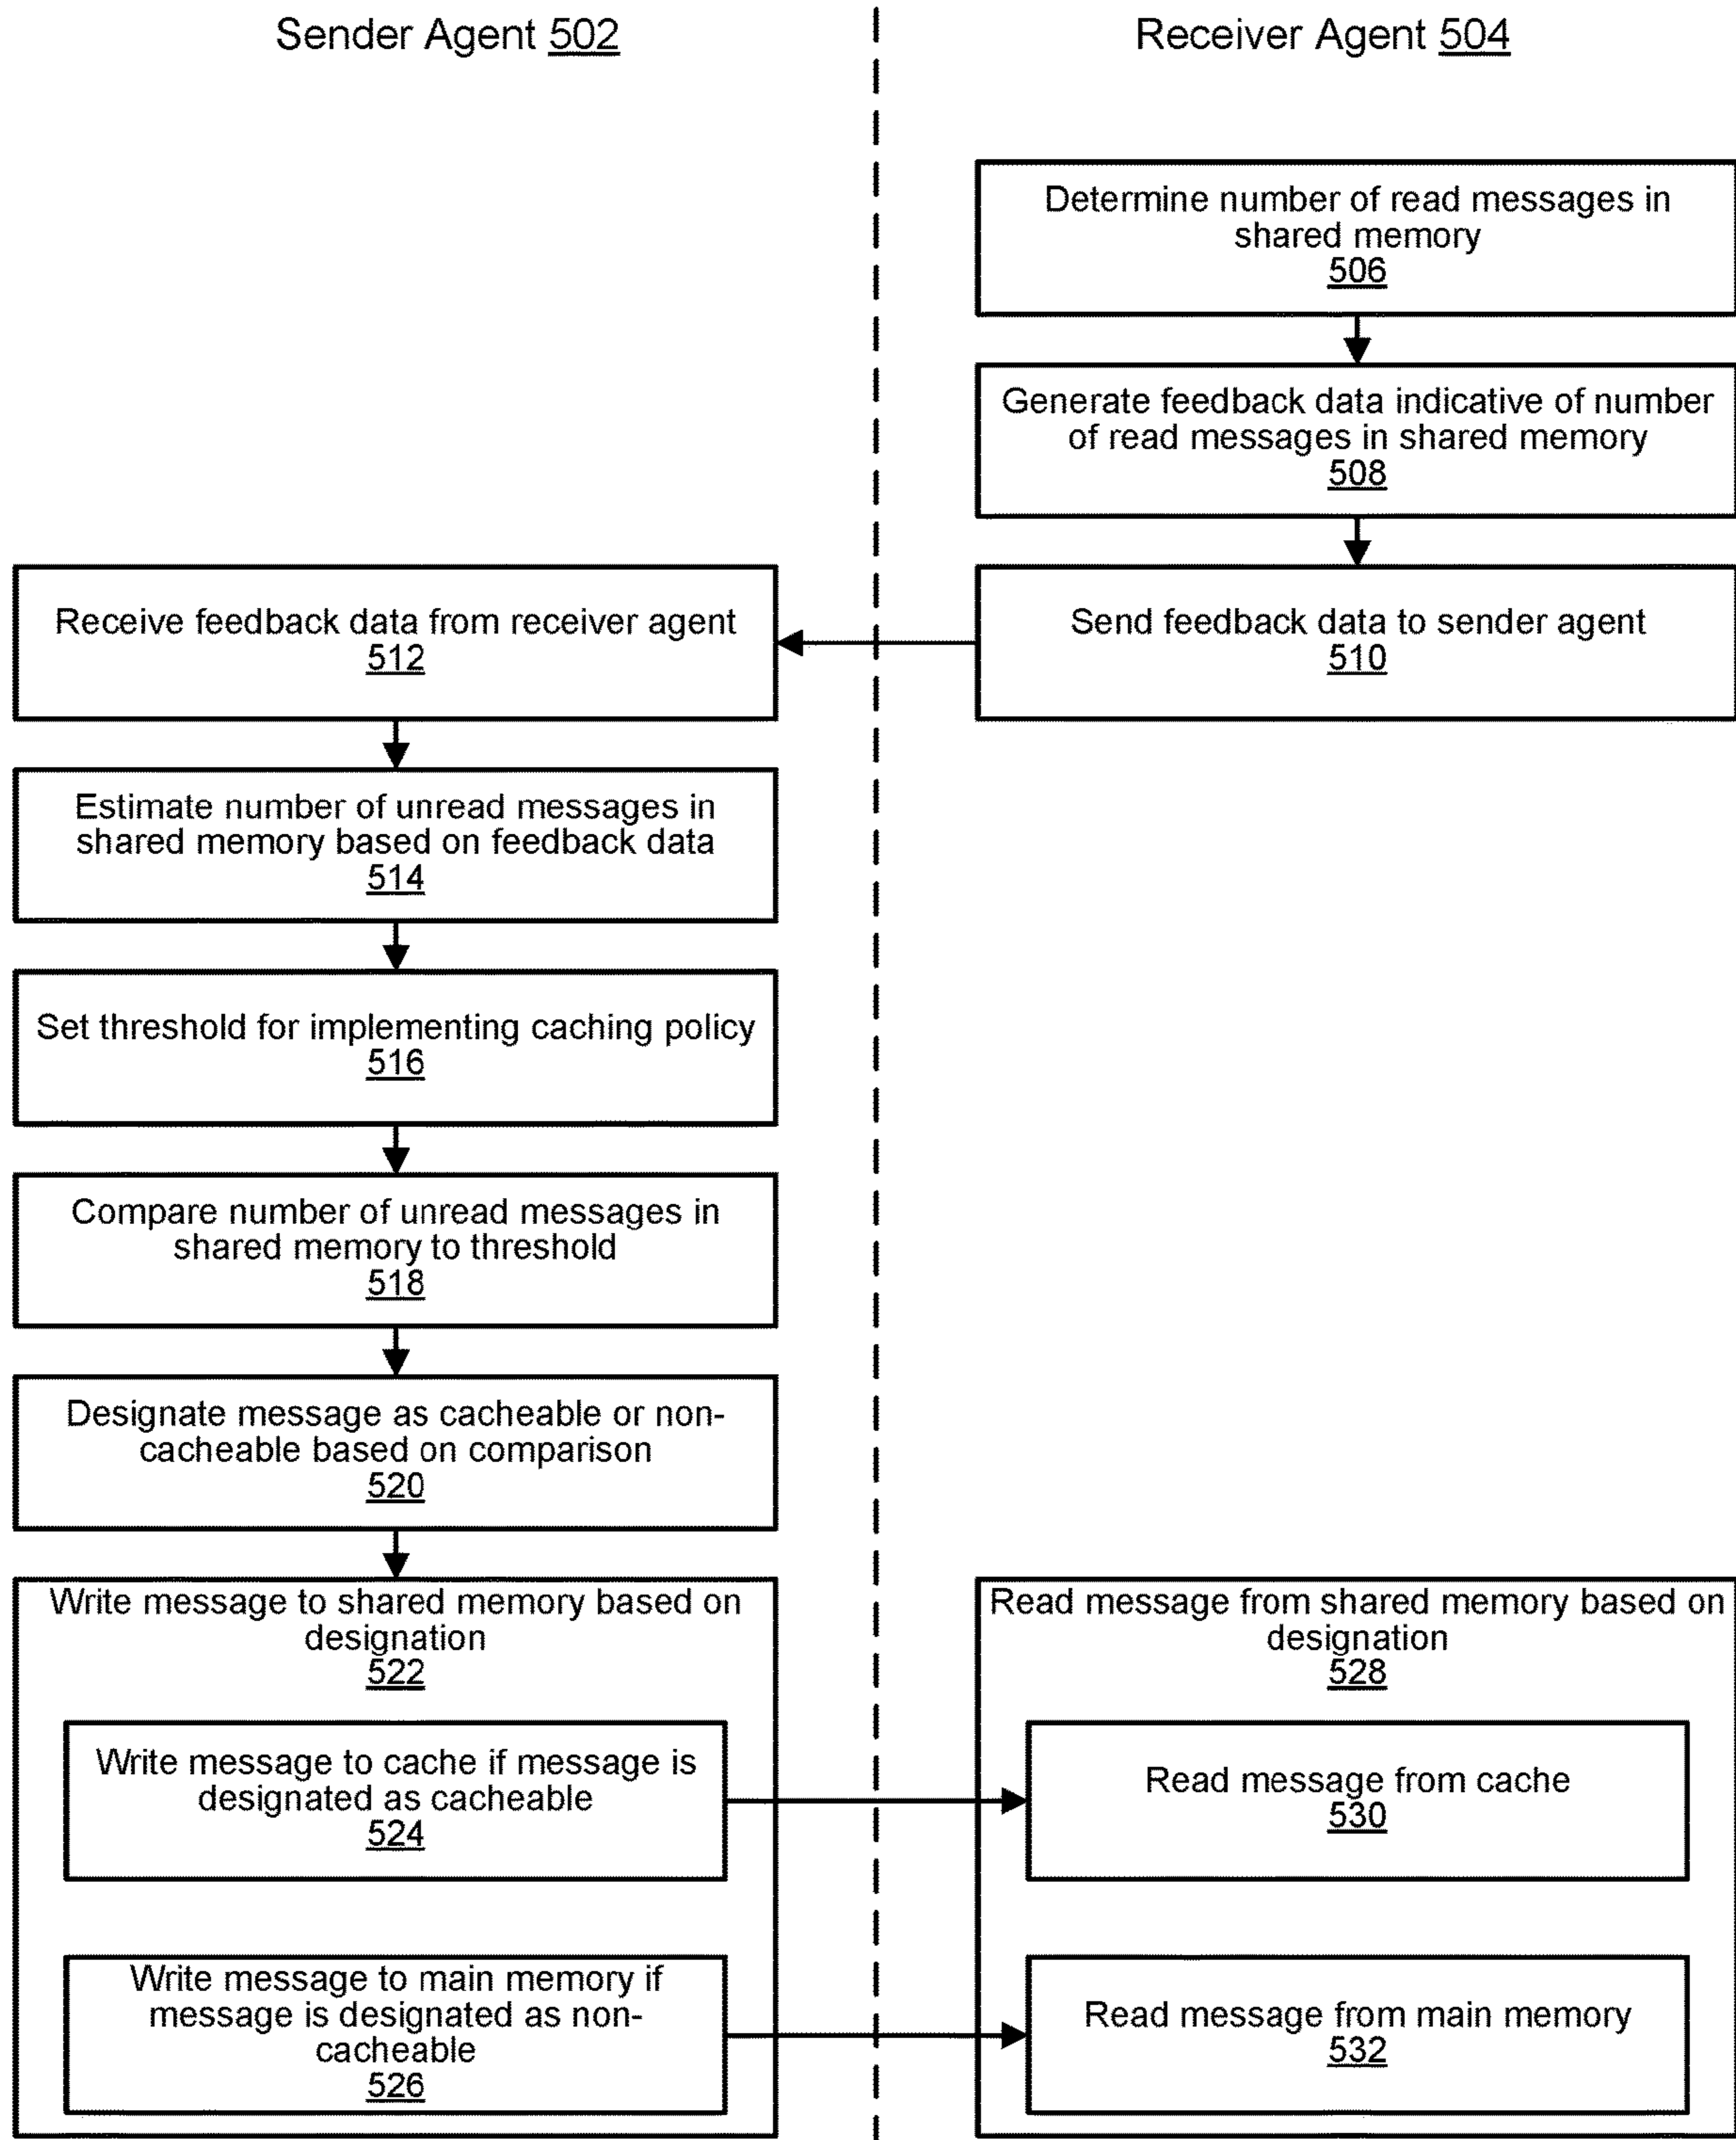 Sender Agent 502
Receiver Agent 504
Determine number of read messages in
shared memory
506
Generate feedback data indicative of number
of read messages in shared memory
508
Receive feedback data from receiver agent
512
Send feedback data to sender agent
510
Estimate number of unread messages in
shared memory based on feedback data
514
Set threshold for implementing caching policy
516
Compare number of unread messages in
shared memory to threshold
518
Designate message as cacheable or non-
cacheable based on comparison
520
Write message to shared memory based on
designation
522
Write message to cache if message is
designated as cacheable
524
Write message to main memory if
message is designated as non-
cacheable
526
Read message from shared memory based on
designation
528
Read message from cache
530
Read message from main memory
532